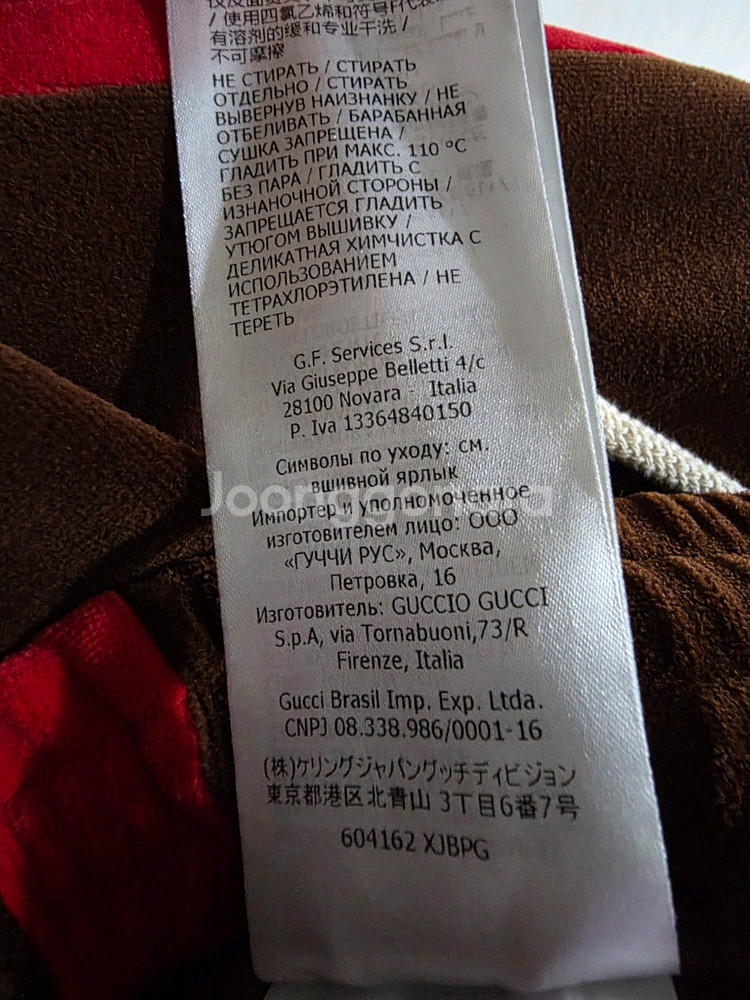 / 使用四氯乙烯和符号F代表
有溶剂的缓和专业干洗 /
不可摩擦
НЕ СТИРАТЬ / СТИРАТЬ
ОТДЕЛЬНО / СТИРАТЬ
ВЫВЕРНУВ НАИЗНАНКУ / НЕ
ОТБЕЛИВАТЬ / БАРАБАННАЯ
СУШКА ЗАПРЕЩЕНА /
ГЛАДИТЬ ПРИ МАКС. 110 °C
БЕЗ ПАРА / ГЛАДИТЬ С
ИЗНАНОЧНОЙ СТОРОНЫ /
ЗАПРЕЩАЕТСЯ ГЛАДИТЬ
УТЮГОМ ВЫШИВКУ /
ДЕЛИКАТНАЯ ХИМЧИСТКА С
ИСПОЛЬЗОВАНИЕМ
ТЕТРАХЛОРЭТИЛЕНА / НЕ
ТЕРЕТЬ
G.F. Services S.r.l.
Via Giuseppe Belletti 4/c
28100 Novara - Italia
P. Iva 13364840150
Символы по уходу: см.
вшивной ярлык
Joonggonara
Импортер и уполномоченное
изготовителем лицо: ООО
«ГУЧЧИ РУС», Москва,
Петровка, 16
Изготовитель: GUCCIO GUCCI
S.p.A, via Tornabuoni,73/R
Firenze, Italia
Gucci Brasil Imp. Exp. Ltda.
CNPJ 08.338.986/0001-16
(株)ケリングジャパングッチディビジョン
東京都港区北青山 3丁目6番7号
604162 XJBPG